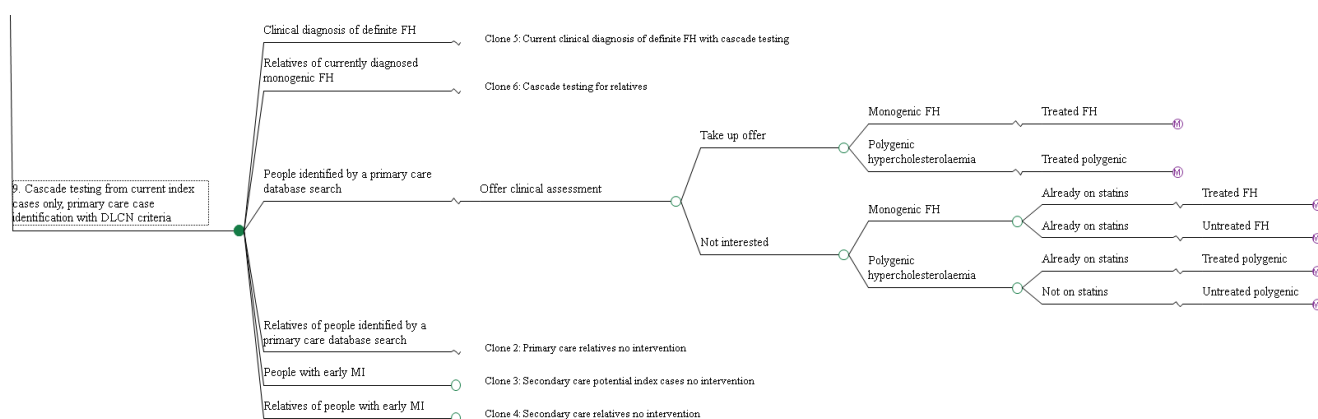 Clinical diagnosis of definite FH
Clone 5: Current clinical diagnosis of definite FH with cascade testing
Relatives of currently diagnosed
monogenic FH
Clone 6: Cascade testing for relatives
Monogenic FH
Treated FH
M
Take up offer
Polygenic
hypercholesterolaemia
Treated polygenic
M
People identified by a primary care
database search
Offer clinical assessment
9. Cascade testing from current index
cases only, primary care case
identification with DLCN criteria
Already on statins
Treated FH
Monogenic FH
Already on statins
Untreated FH
Not interested
Already on statins
Treated polygenic
Polygenic
hypercholesterolaemia
Not on statins
Untreated polygenic
Relatives of people identified by a
primary care database search
Clone 2: Primary care relatives no intervention
People with early MI
Clone 3: Secondary care potential index cases no intervention
Relatives of people with early MI
Clone 4: Secondary care relatives no intervention